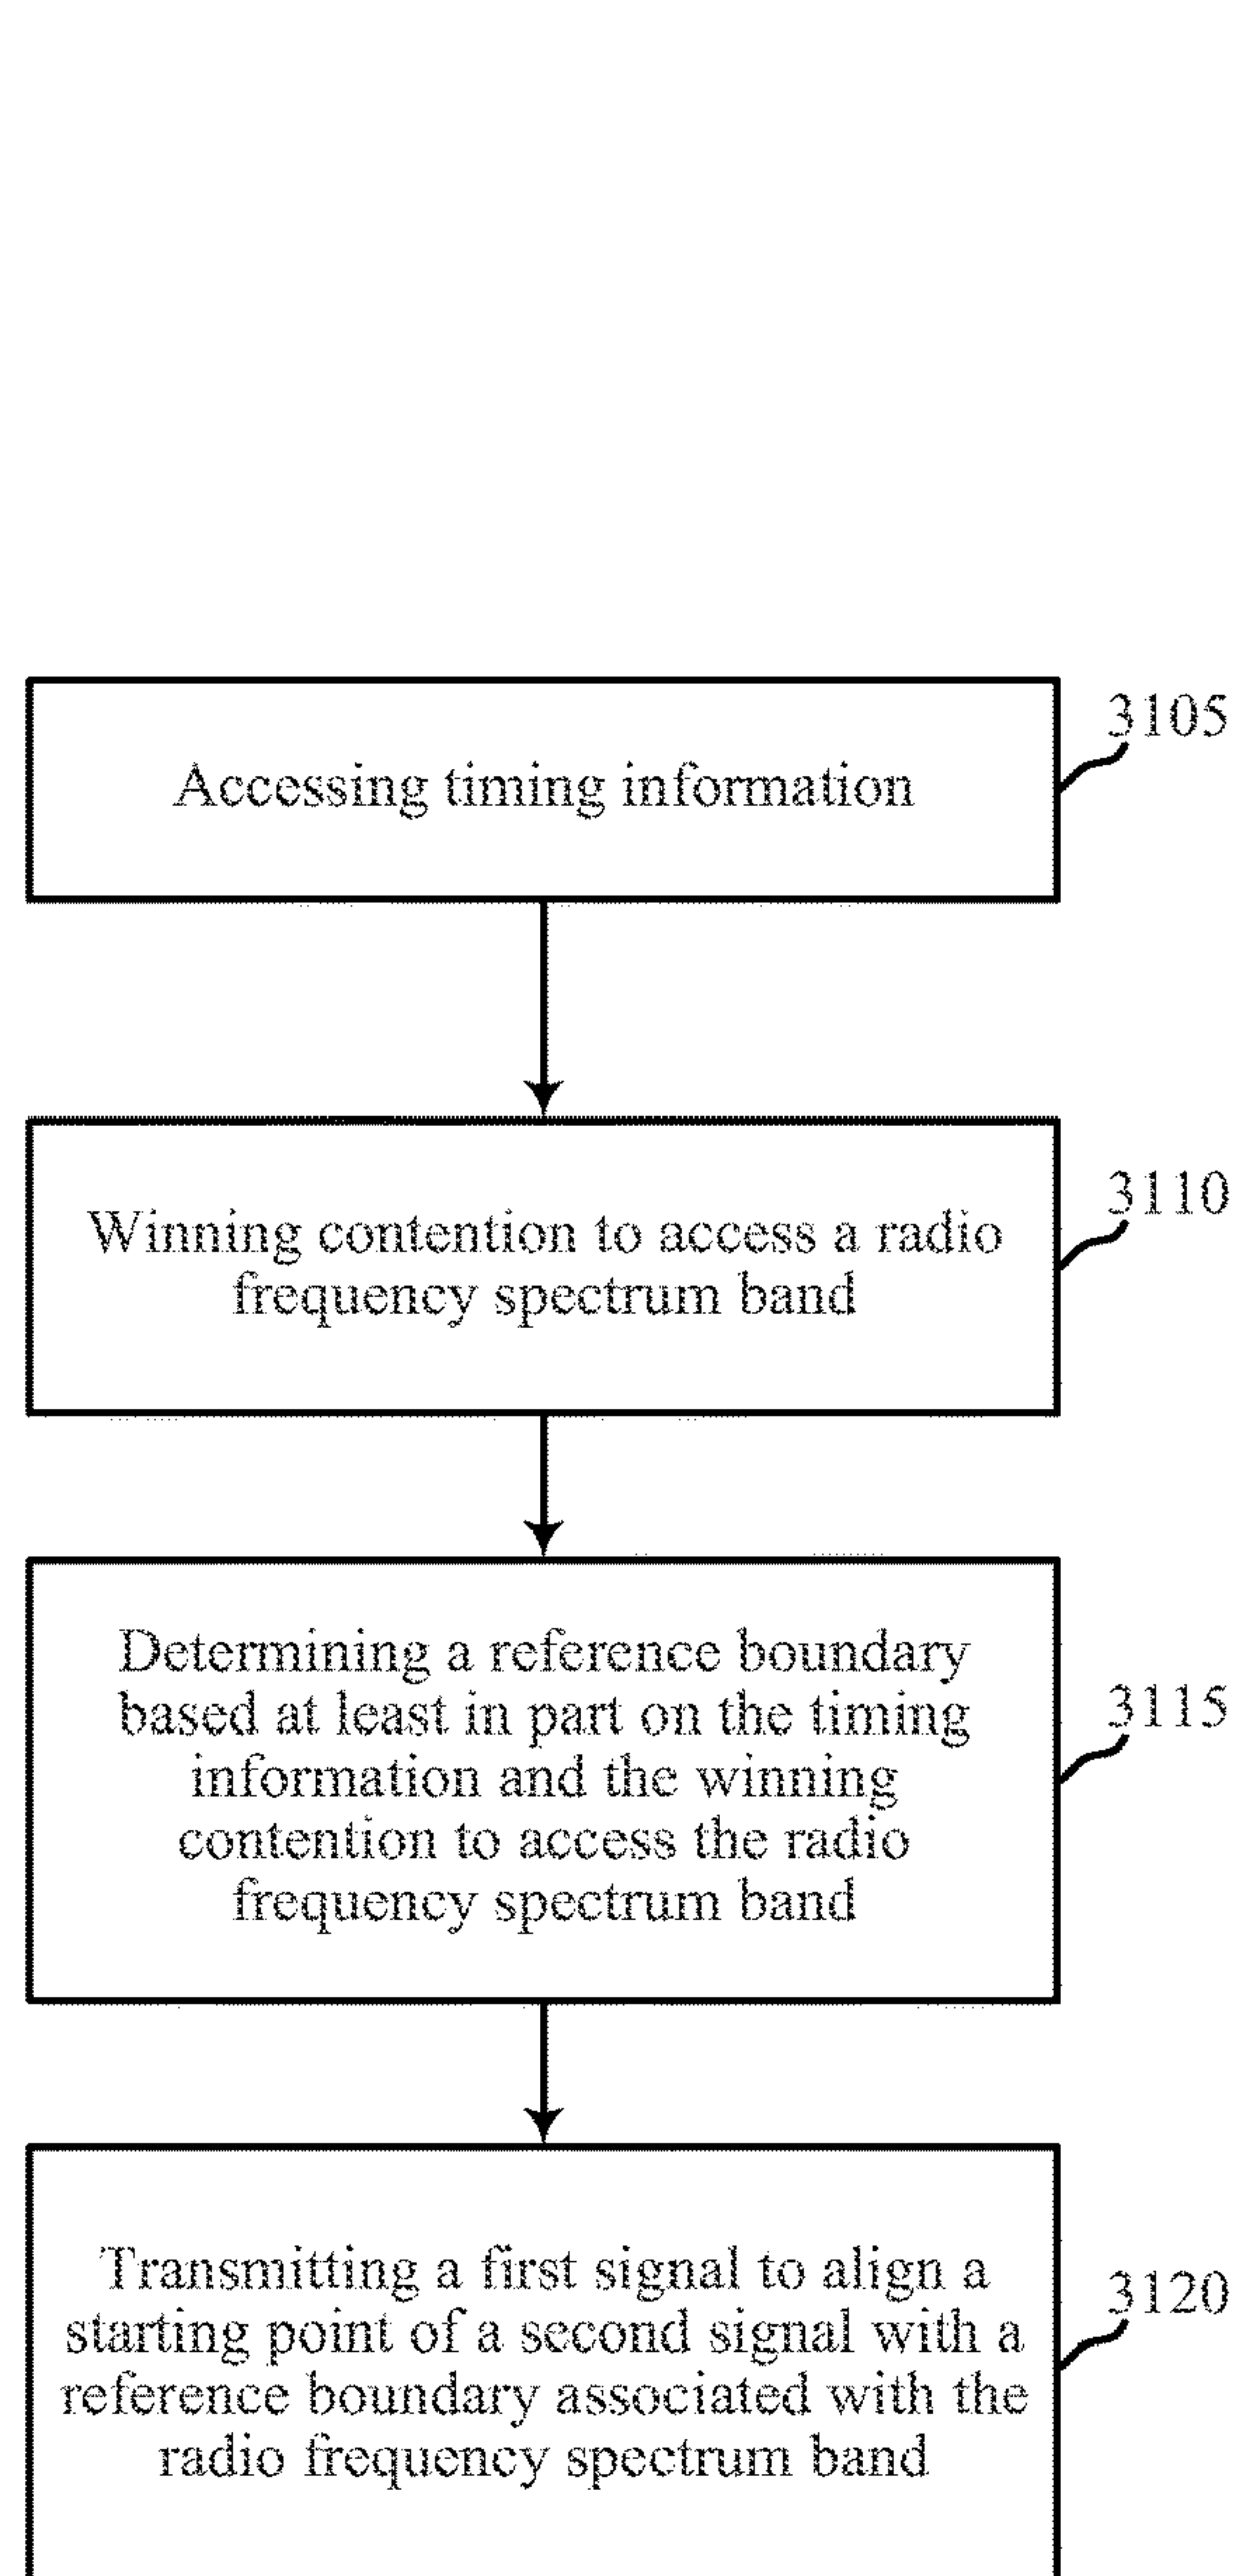 3105
Accessing timing information
3110
Winning contention to access a radio
frequency spectrum band
Determining a reference boundary
based at least in part on the timing
3115
information and the winning
contention to access the radio
frequency spectrum band
Transmitting a first signal to align a
3120
starting point of a second signal with a
reference boundary associated with the
radio frequency spectrum band